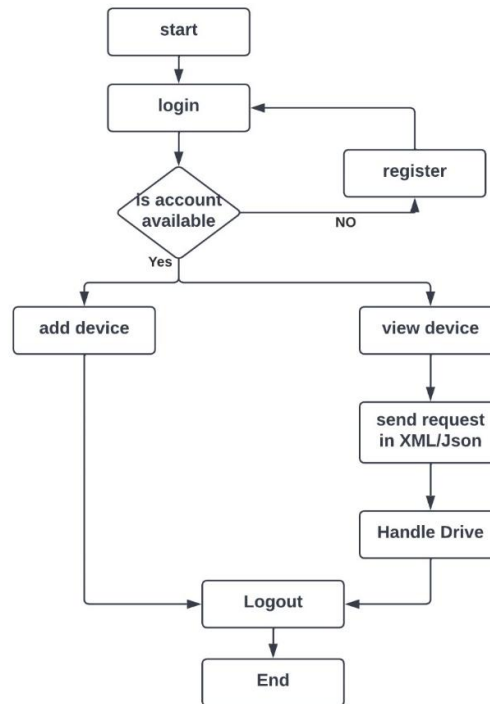 start
login
is account
available
register
NO
Yes
add device
view device
send request
in XML/Json
Handle Drive
Logout
End